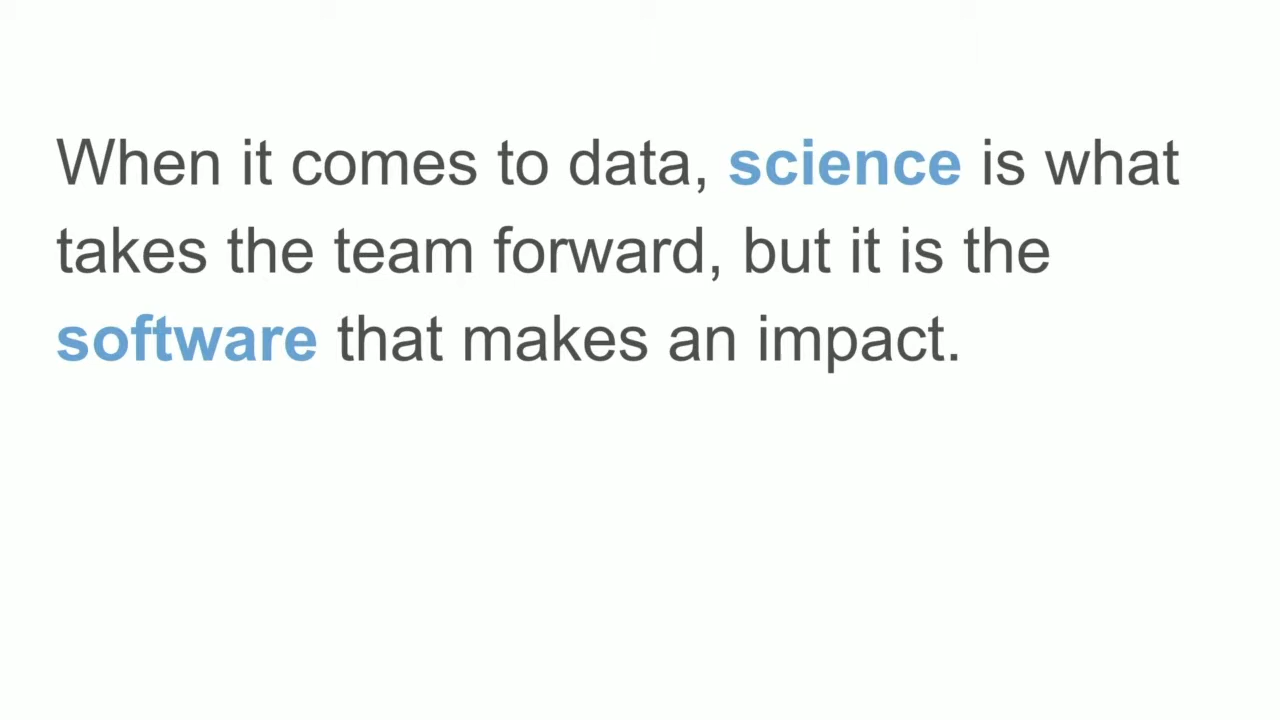 When it comes to data, science is what
takes the team forward, but it is the
software that makes an impact.